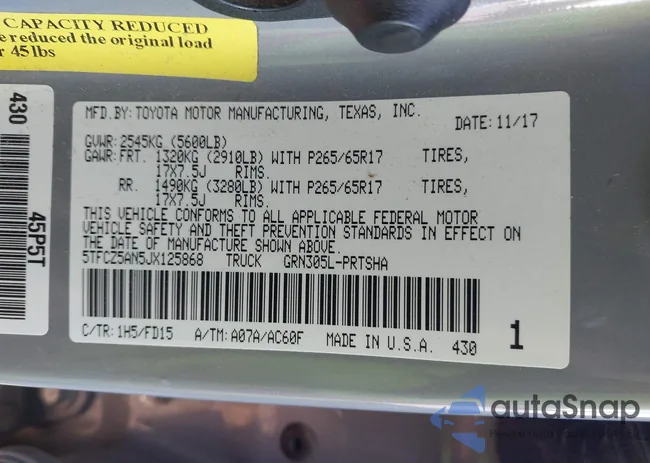 CAPACITY REDUCED
e reduced the original load
r 45lbs
430
45P5T
MFD.BY: TOYOTA MOTOR MANUFACTURING, TEXAS, INC.
DATE: 11/17
GVWR: 2545KG (5600LB)
GAWR: FRT. 1320KG (2910LB) WITH P265/65R17 TIRES,
17X7.5J RIMS.
RR. 1490KG (3280LB) WITH P265/65R17 TIRES,
17X7.5J RIMS.
THIS VEHICLE CONFORMS TO ALL APPLICABLE FEDERAL MOTOR
VEHICLE SAFETY AND THEFT PREVENTION STANDARDS IN EFFECT ON
THE DATE OF MANUFACTURE SHOWN ABOVE.
5TFCZ5AN5JX125868 TRUCK GRN305L-PRTSHA
C/TR: 1H5/FD15 A/TM: A07A/AC60F MADE IN U.S.A. 430 1
autoSnap